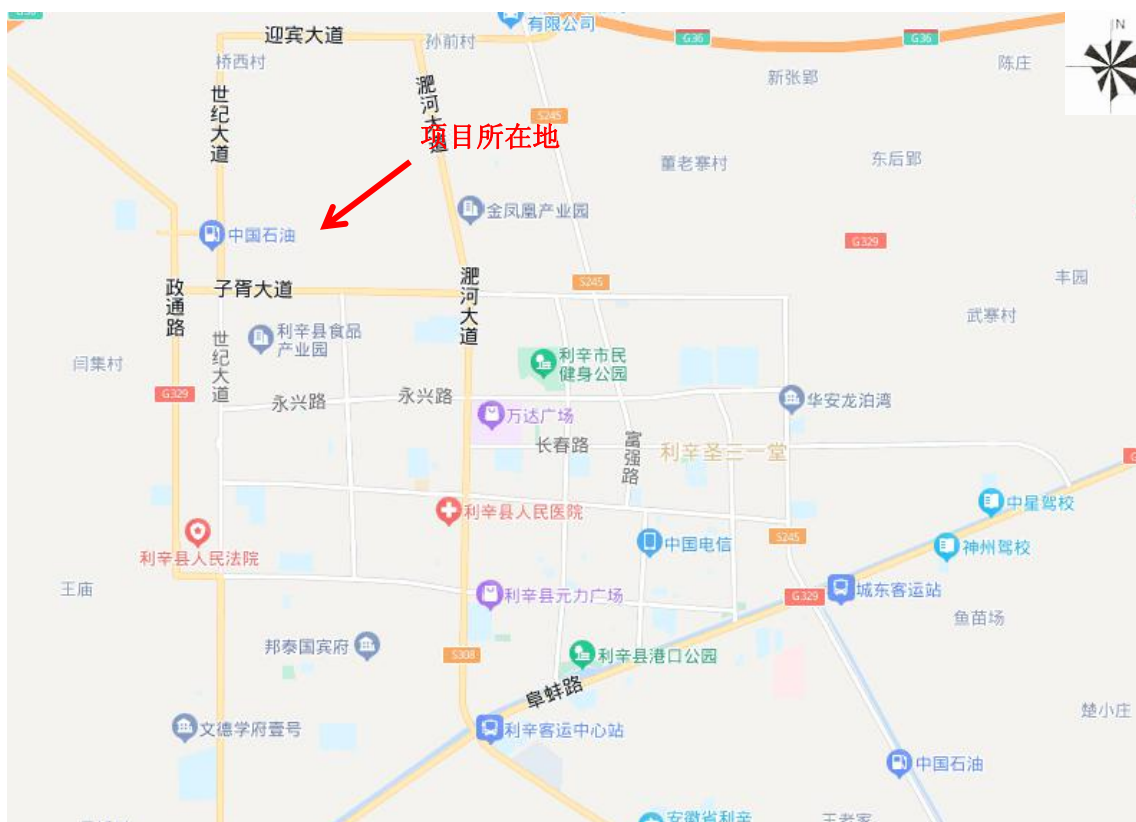 有限公司
迎宾大道
孙前村
G36
G36
N
桥西村
新张郢
陈庄
世纪大道
淝河大道
S245
项目所在地
董老寨村
东后郢
金凤凰产业园
中国石油
G329
政通路
子胥大道
淝河大道
S245
丰园
武寨村
世纪大道
利辛县食品
产业园
闫集村
利辛市民
健身公园
G329
永兴路
永兴路
华安龙泊湾
万达广场
长春路
富强路
利辛圣三一堂
中星驾校
利辛县人民医院
利辛县人民法院
中国电信
S245
神州驾校
王庙
利辛县元力广场
G329
城东客运站
鱼苗场
邦泰国宾府
S308
利辛县港口公园
阜蚌路
楚小庄
文德学府壹号
利辛客运中心站
中国石油
安徽省利辛
王老家